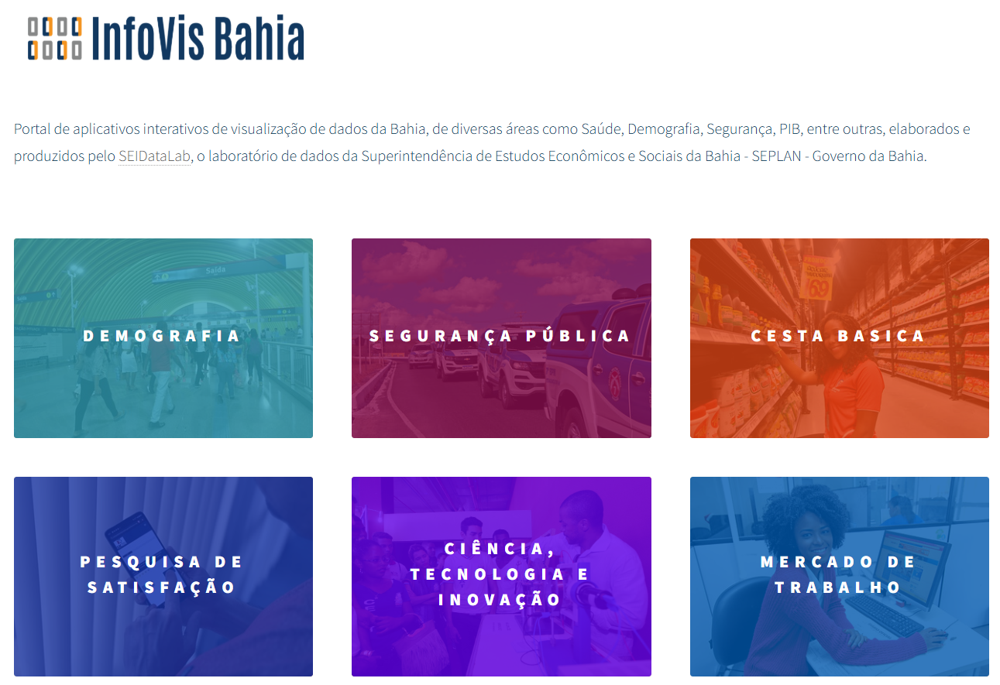 InfoVis Bahia
Portal de aplicativos interativos de visualização de dados da Bahia, de diversas áreas como Saúde, Demografia, Segurança, PIB, entre outras, elaborados e
produzidos pelo SEIDataLab, o laboratório de dados da Superintendência de Estudos Econômicos e Sociais da Bahia - SEPLAN - Governo da Bahia.
Saída
DEMOGRAFIA
SEGURANÇA PÚBLICA
69
CESTA BASICA
PESQUISA DE
SATISFAÇÃO
CIÊNCIA,
TECNOLOGIA E
INOVAÇÃO
MERCADO DE
TRABALHO